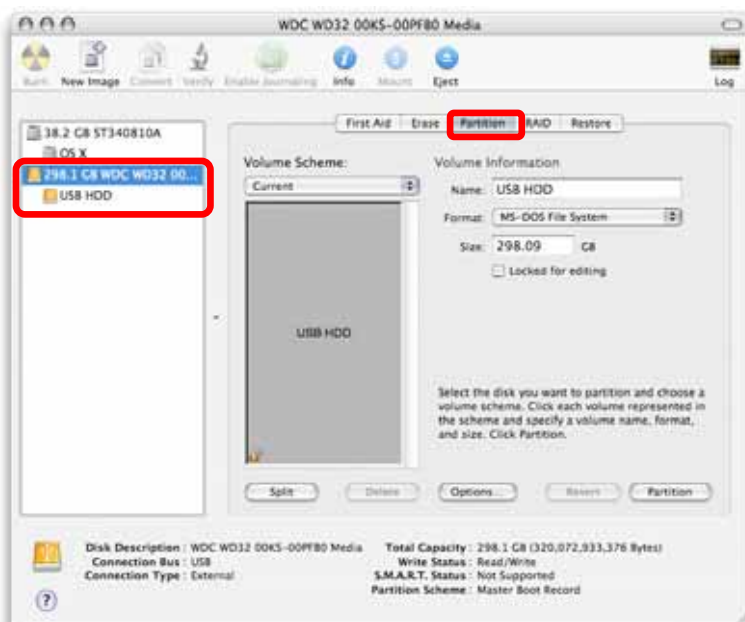 WDC WD32 00KS-00PF80 Media
Burn New Image Convert Verify Enable Journaling Info Mount Eject Log
First Aid Erase Partition RAID Restore
38.2 GB ST340810A
OS X
298.1 GB WDC WD32 00...
USB HDD
Volume Scheme:
Current
USB HDD
Volume Information
Name: USB HDD
Format: MS-DOS File System
Size: 298.09 GB
Locked for editing
Select the disk you want to partition and choose a
volume scheme. Click each volume represented in
the scheme and specify a volume name, format,
and size. Click Partition.
Split Delete Options... Revert Partition
Disk Description : WDC WD32 00KS-00PF80 Media
Connection Bus : USB
Connection Type : External
Total Capacity : 298.1 GB (320,072,933,376 Bytes)
Write Status : Read/Write
S.M.A.R.T. Status : Not Supported
Partition Scheme : Master Boot Record
?